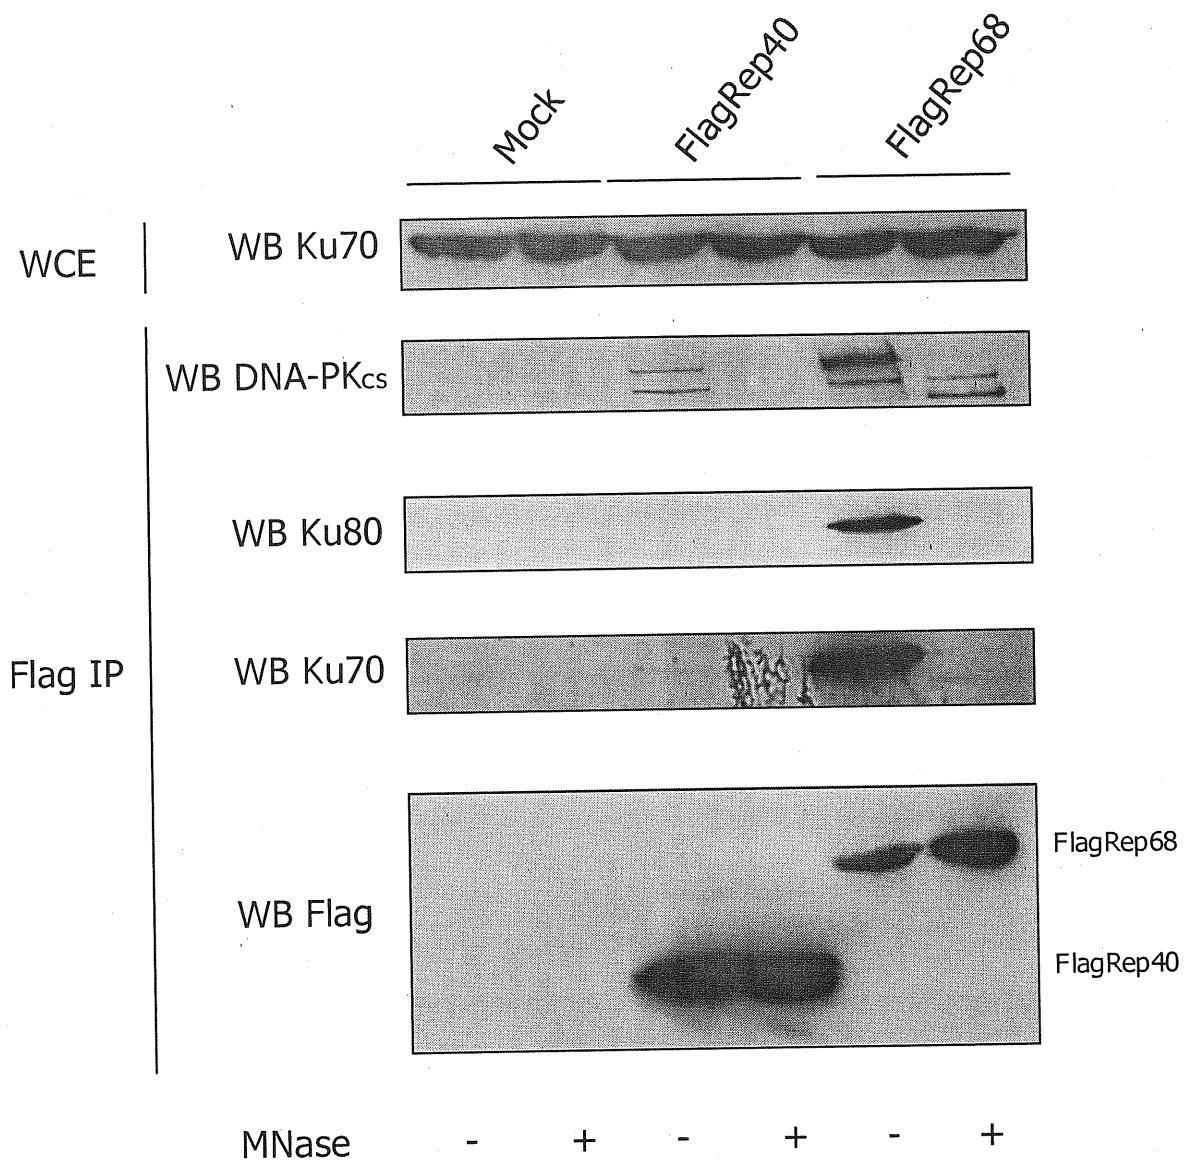 Mock FlagRep40 FlagRep68
WCE WB Ku70
WB DNA-PKcs
WB Ku80
Flag IP WB Ku70
FlagRep68
WB Flag
FlagRep40
MNase - + - + - +